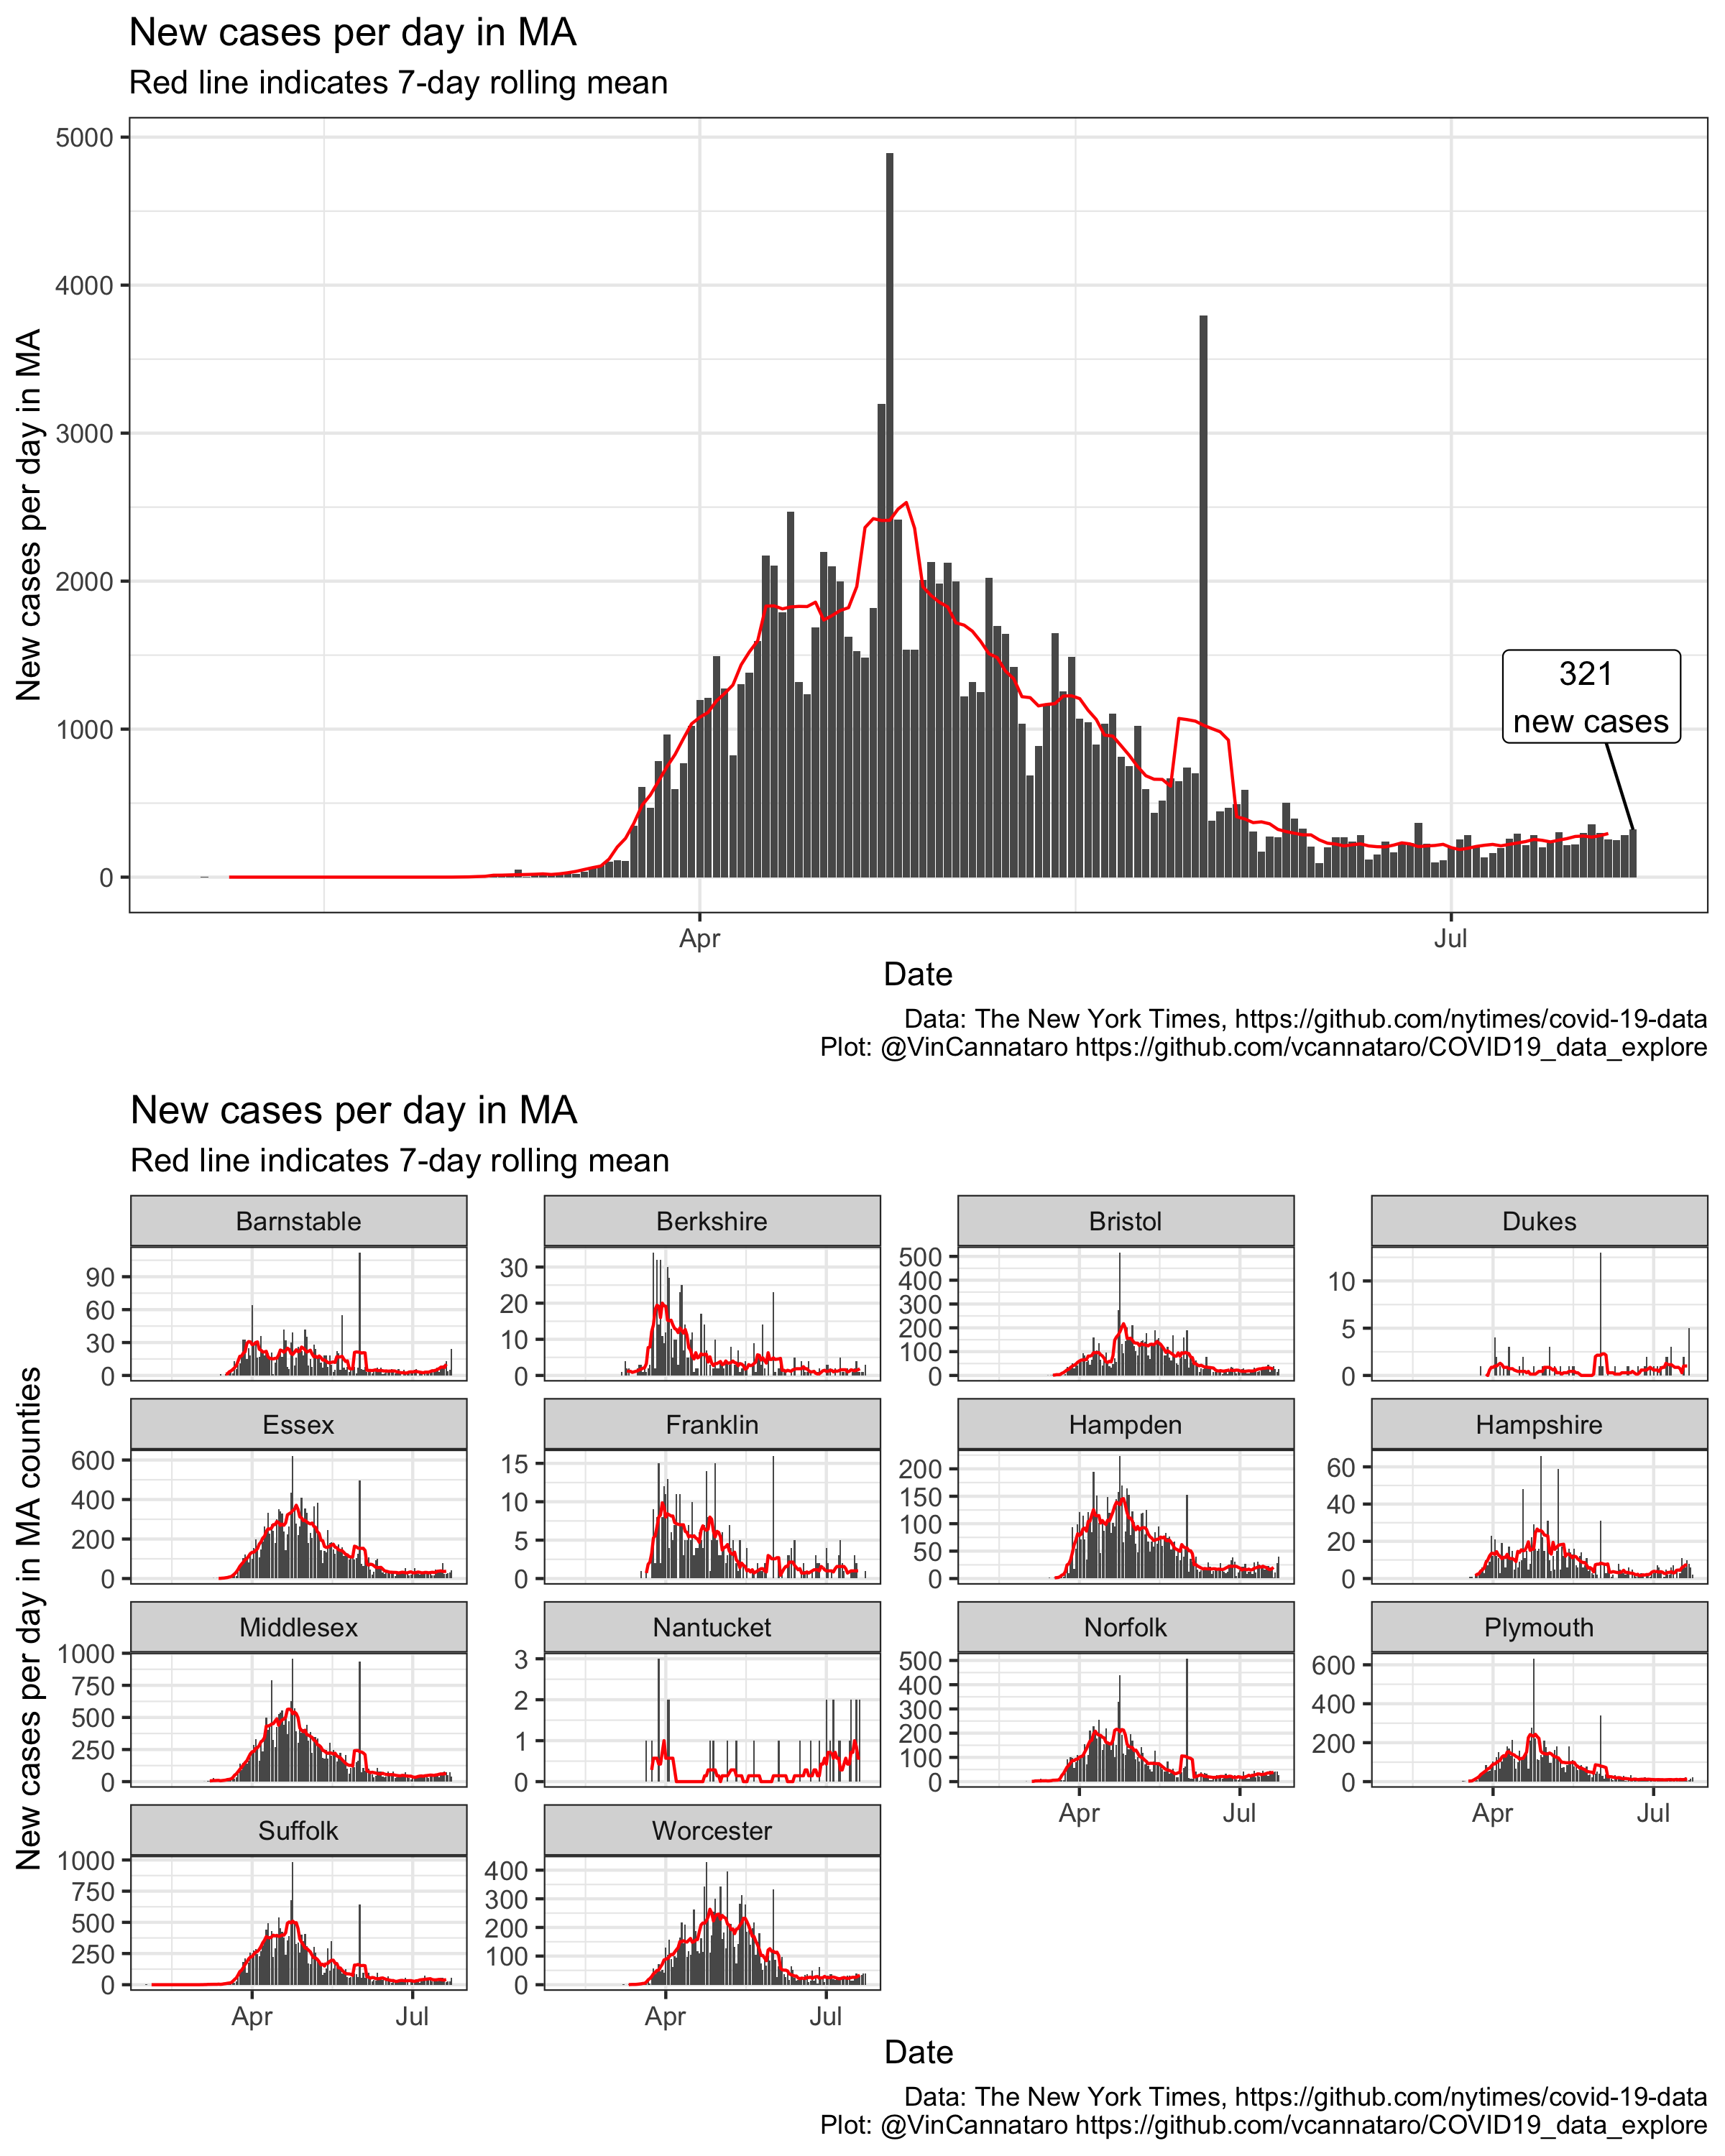 New cases per day in MA
Red line indicates 7-day rolling mean
New cases per day in MA
5000
4000
3000
2000
1000
0
321
new cases
Apr
Jul
Date
Data: The New York Times, https://github.com/nytimes/covid-19-data
Plot: @VinCannataro https://github.com/vcannataro/COVID19_data_explore
New cases per day in MA
Red line indicates 7-day rolling mean
New cases per day in MA counties
Barnstable
90
60
30
0
Berkshire
30
20
10
0
Bristol
500
400
300
200
100
0
Dukes
10
5
0
Essex
600
400
200
0
Franklin
15
10
5
0
Hampden
200
150
100
50
0
Hampshire
60
40
20
0
Middlesex
1000
750
500
250
0
Nantucket
3
2
1
0
Norfolk
500
400
300
200
100
0
Apr
Jul
Plymouth
600
400
200
0
Apr
Jul
Suffolk
1000
750
500
250
0
Apr
Jul
Worcester
400
300
200
100
0
Apr
Jul
Date
Data: The New York Times, https://github.com/nytimes/covid-19-data
Plot: @VinCannataro https://github.com/vcannataro/COVID19_data_explore